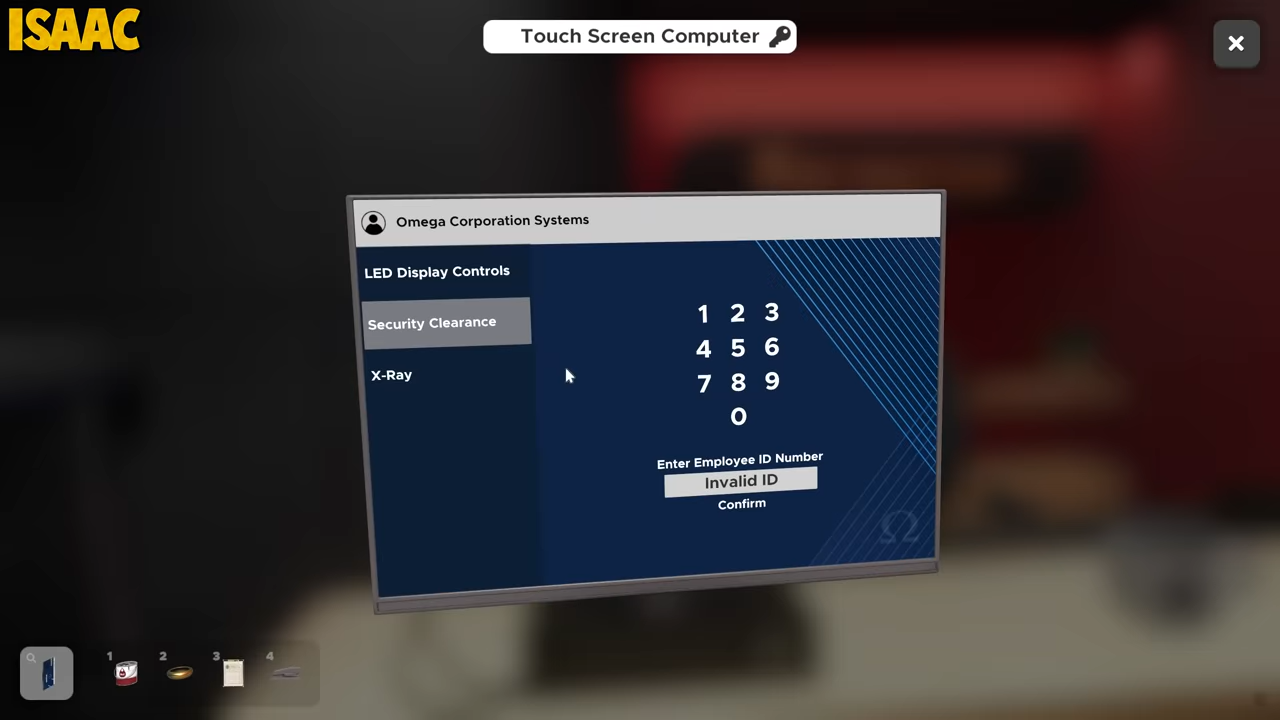 ISAAC
Touch Screen Computer
Omega Corporation Systems
LED Display Controls
Security Clearance
X-Ray
1 2 3
4 5 6
7 8 9
0
Enter Employee ID Number
Invalid ID
Confirm
Ω
1 2 3 4